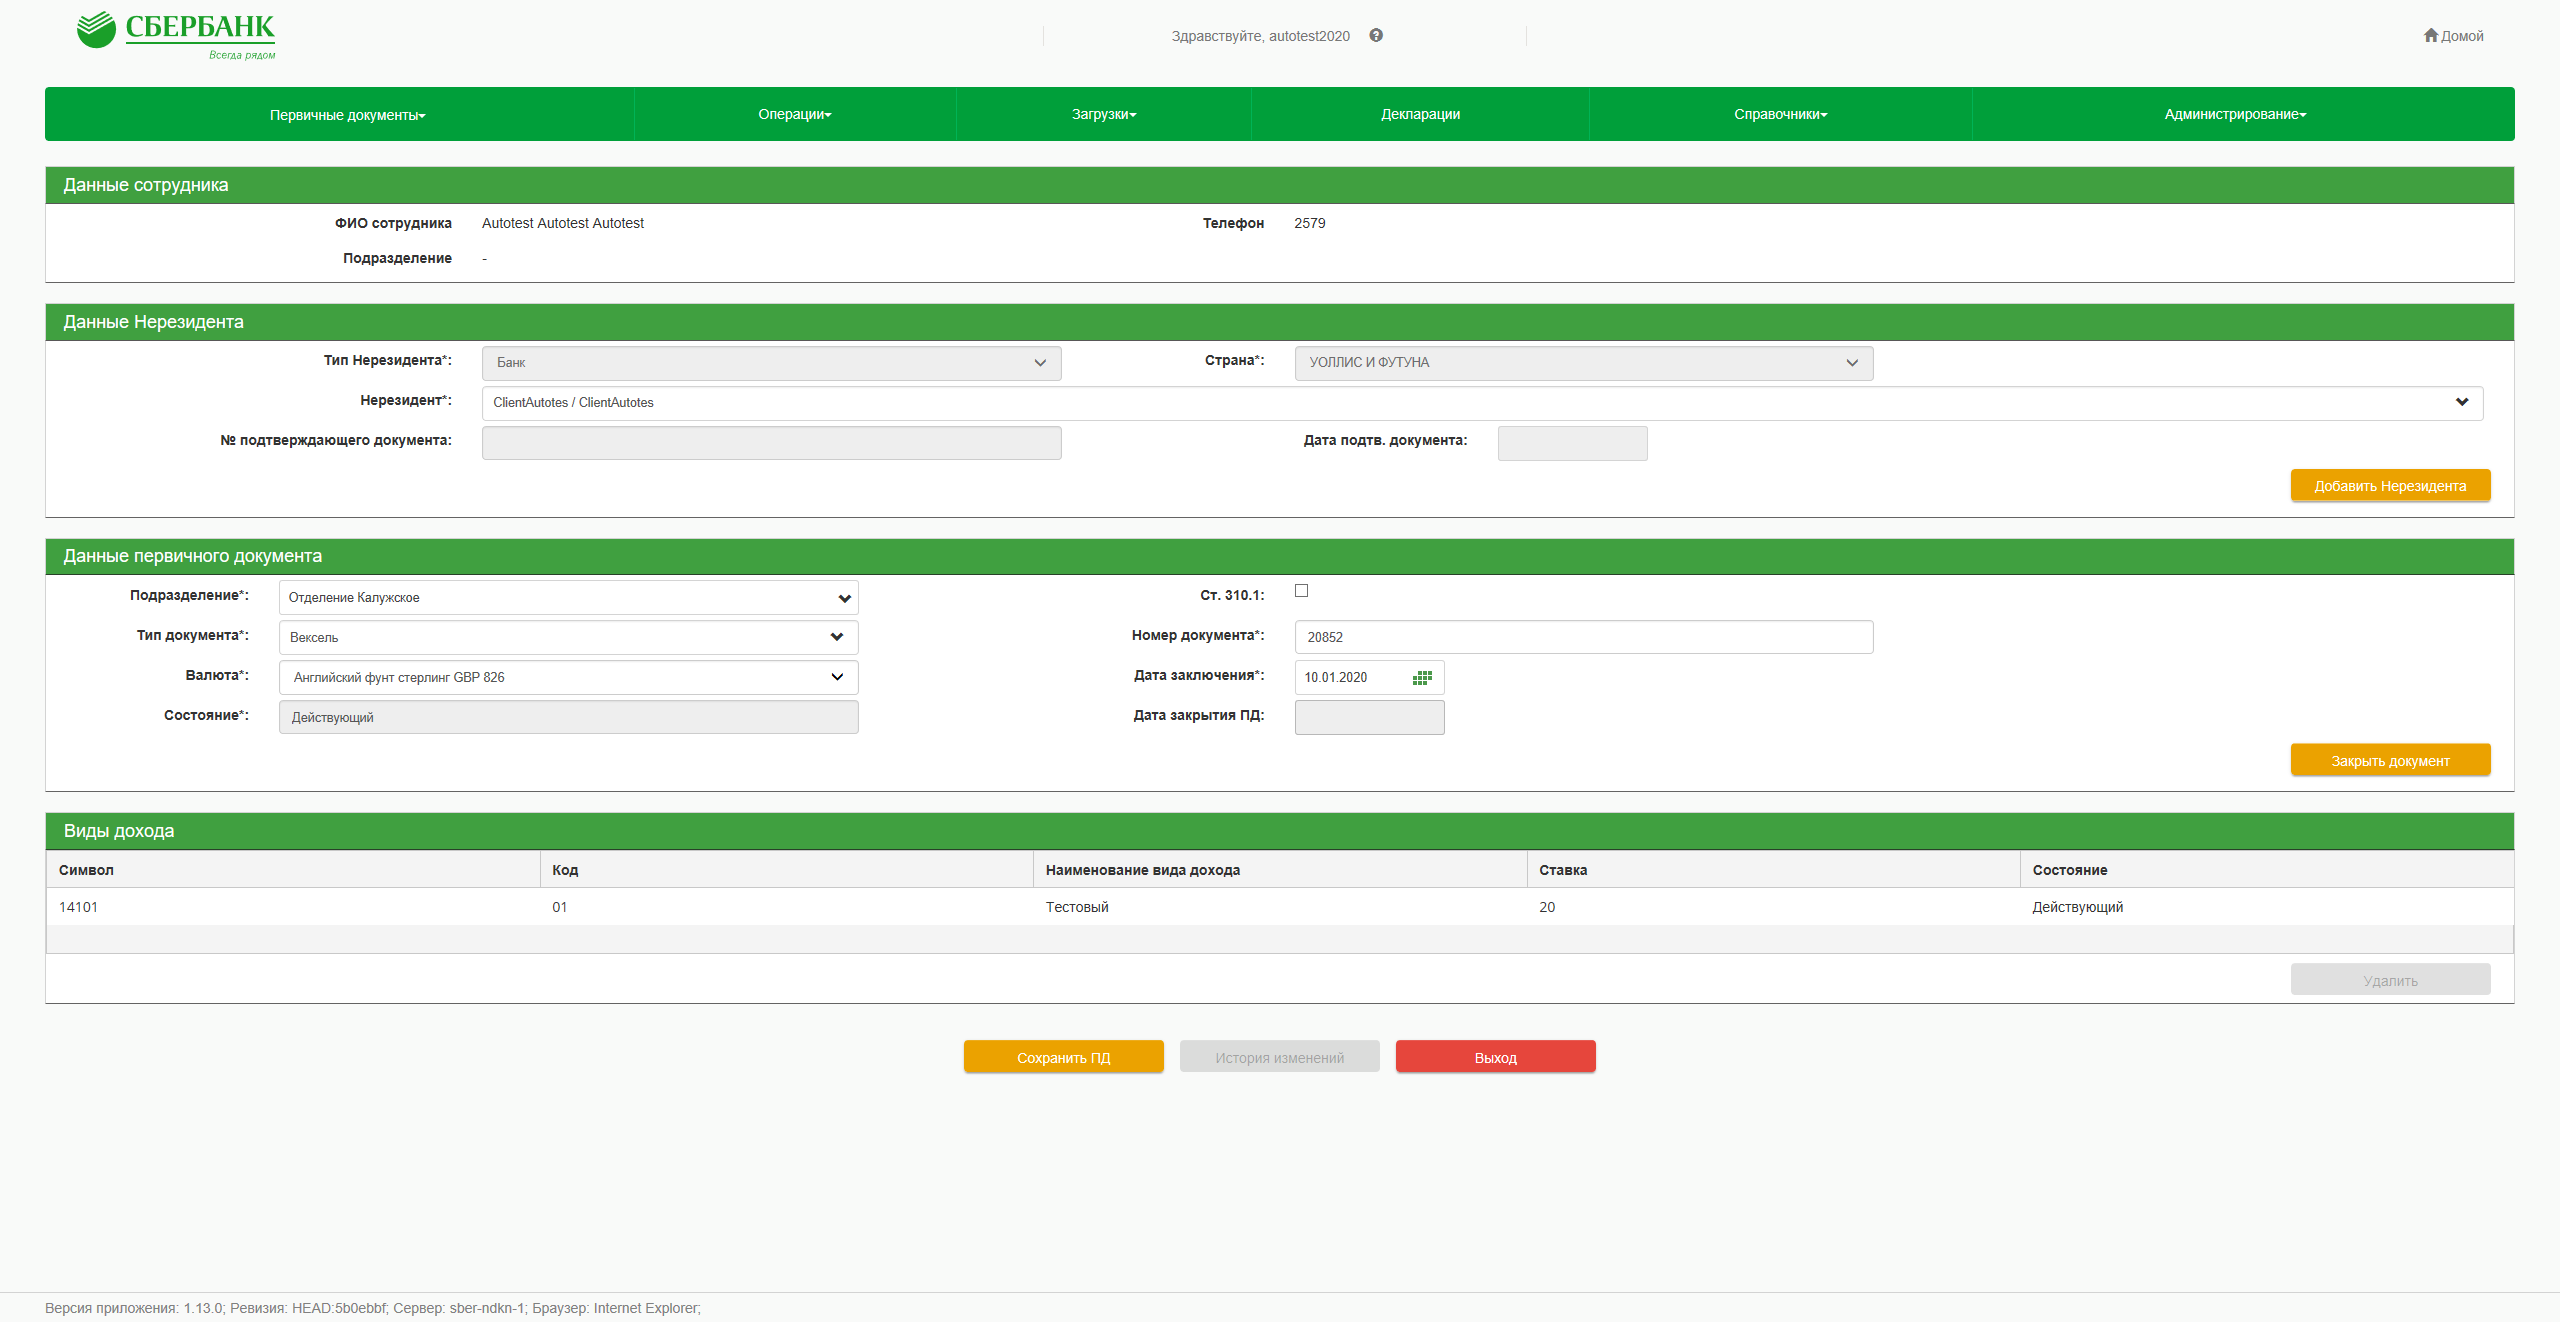 СБЕРБАНК
Всегда рядом
Здравствуйте, autotest2020
Домой
Первичные документы
Операции
Загрузки
Декларации
Справочники
Администрирование
Данные сотрудника
ФИО сотрудника Autotest Autotest Autotest Телефон 2579
Подразделение -
Данные Нерезидента
Тип Нерезидента*: Банк Страна*: УОЛЛИС И ФУТУНА
Нерезидент*: ClientAutotes / ClientAutotes
№ подтверждающего документа: Дата подтв. документа:
Добавить Нерезидента
Данные первичного документа
Подразделение*: Отделение Калужское Ст. 310.1:
Тип документа*: Вексель Номер документа*: 20852
Валюта*: Английский фунт стерлинг GBP 826 Дата заключения*: 10.01.2020
Состояние*: Действующий Дата закрытия ПД:
Закрыть документ
Виды дохода
Символ Код Наименование вида дохода Ставка Состояние
14101 01 Тестовый 20 Действующий
Удалить
Сохранить ПД История изменений Выход
Версия приложения: 1.13.0; Ревизия: HEAD:5b0ebbf; Сервер: sber-ndkn-1; Браузер: Internet Explorer;